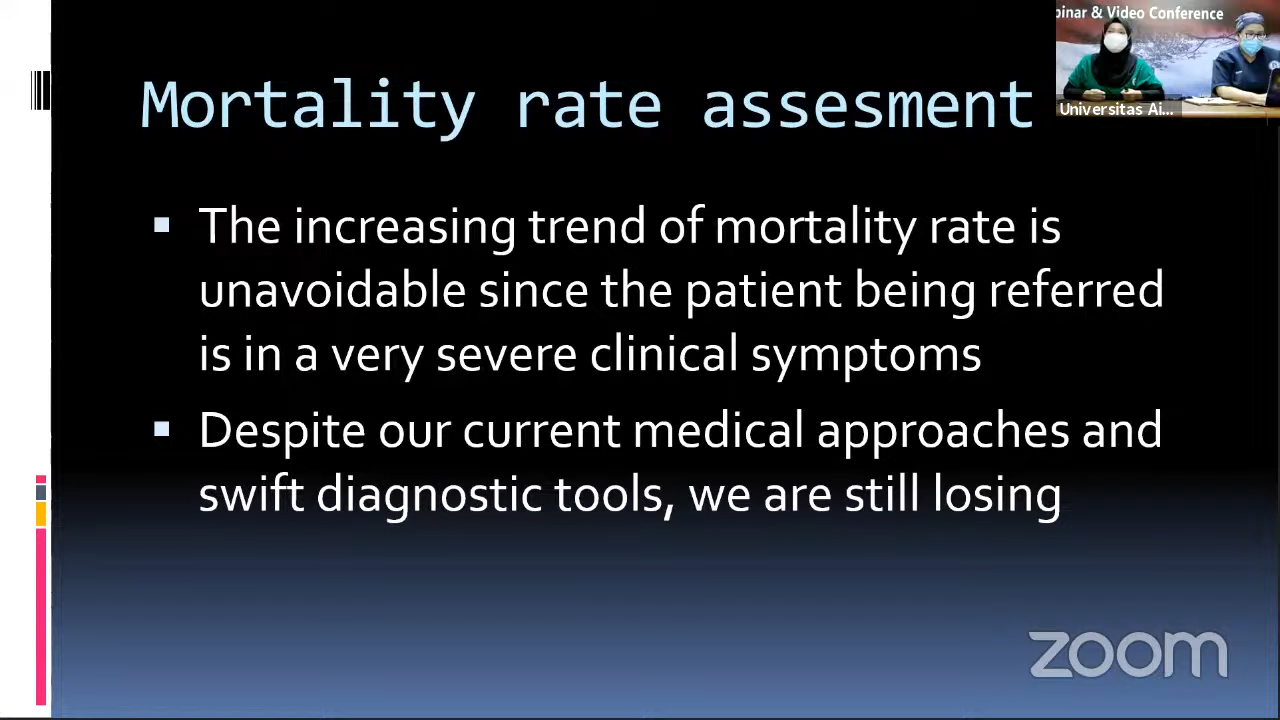 binar & Video Conference
Universitas Ai...
Mortality rate assesment
The increasing trend of mortality rate is
unavoidable since the patient being referred
is in a very severe clinical symptoms
Despite our current medical approaches and
swift diagnostic tools, we are still losing
zoom